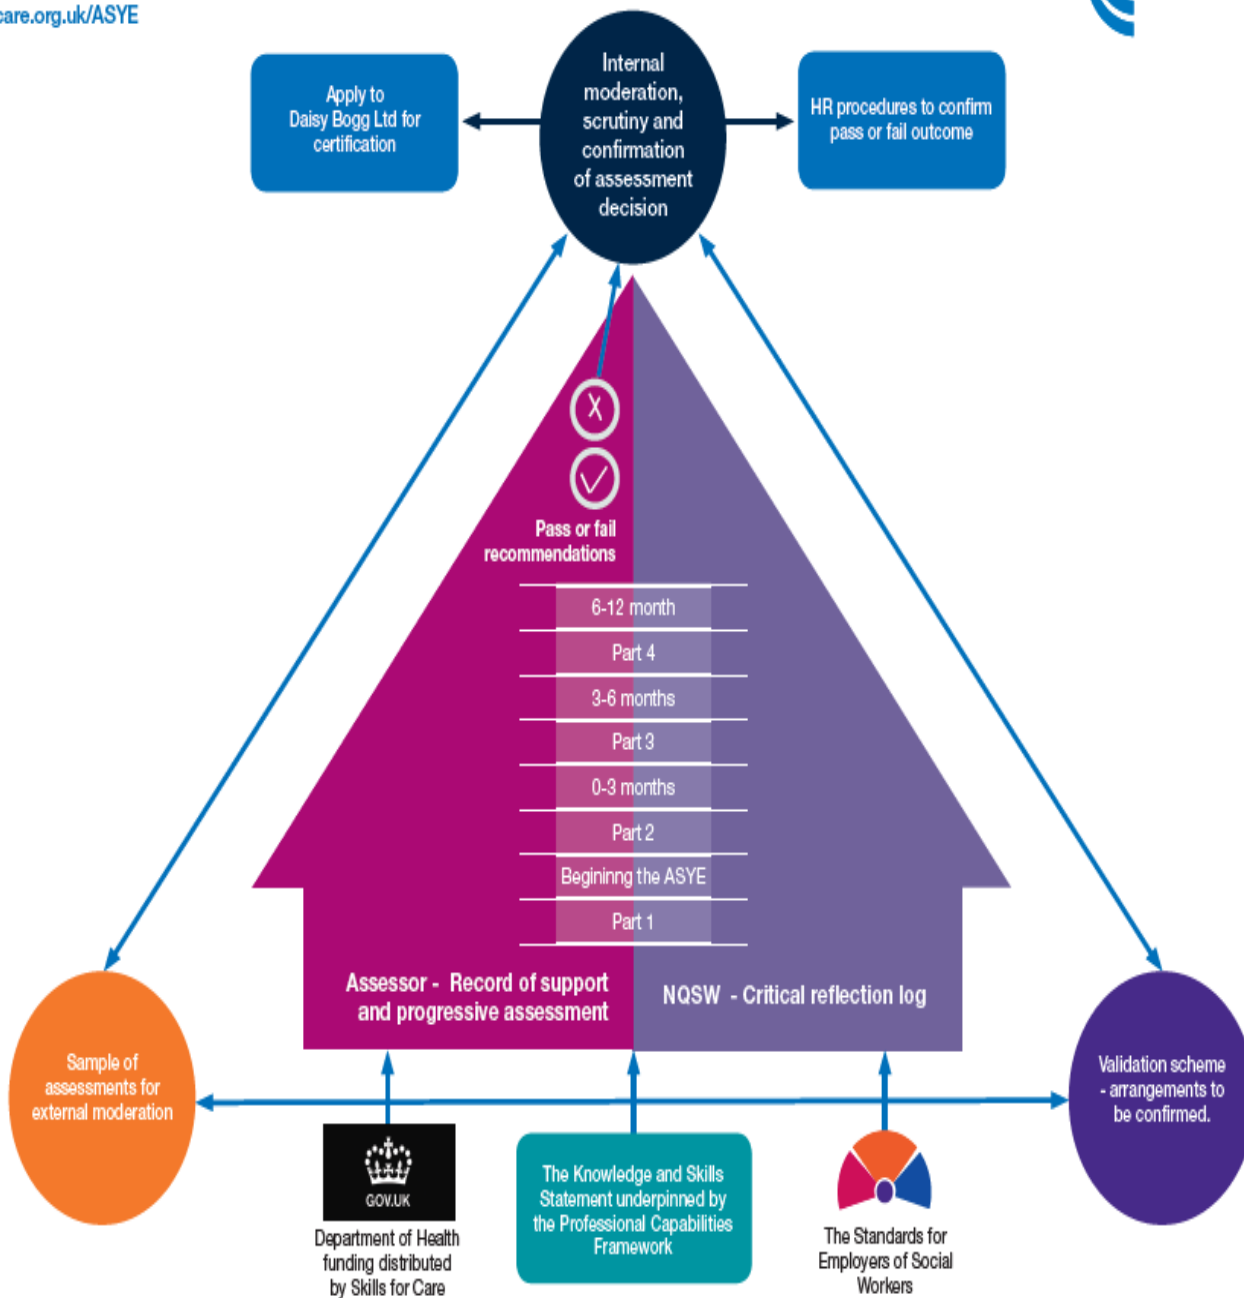 care.org.uk/ASYE
Apply to
Daisy Bogg Ltd for
certification
Internal
moderation,
scrutiny and
confirmation
of assessment
decision
HR procedures to confirm
pass or fail outcome
X
Pass or fail
recommendations
6-12 month
Part 4
3-6 months
Part 3
0-3 months
Part 2
Begininng the ASYE
Part 1
Assessor - Record of support
and progressive assessment
NQSW - Critical reflection log
Sample of
assessments for
external moderation
Validation scheme
- arrangements to
be confirmed.
GOV.UK
Department of Health
funding distributed
by Skills for Care
The Knowledge and Skills
Statement underpinned by
the Professional Capabilities
Framework
The Standards for
Employers of Social
Workers